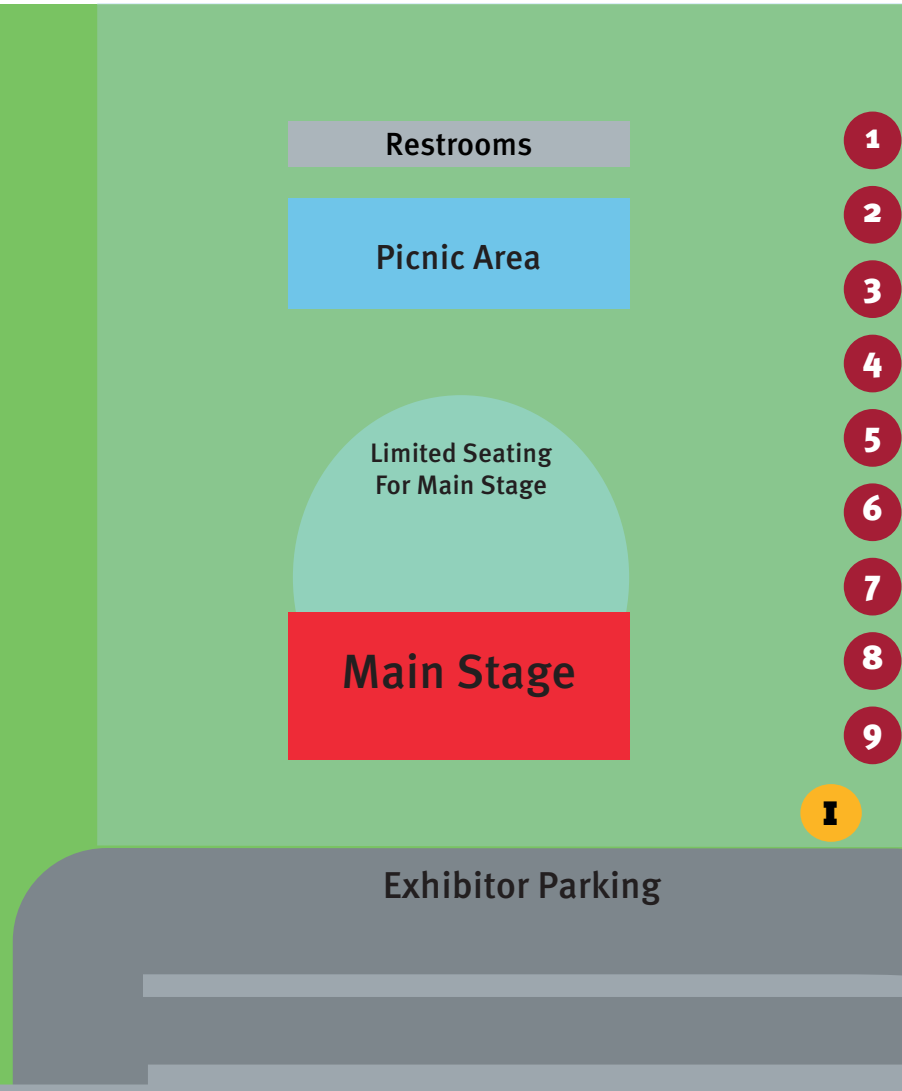 Restrooms
1
2
Picnic Area
3
4
5
Limited Seating
For Main Stage
6
7
Main Stage
8
9
I
Exhibitor Parking